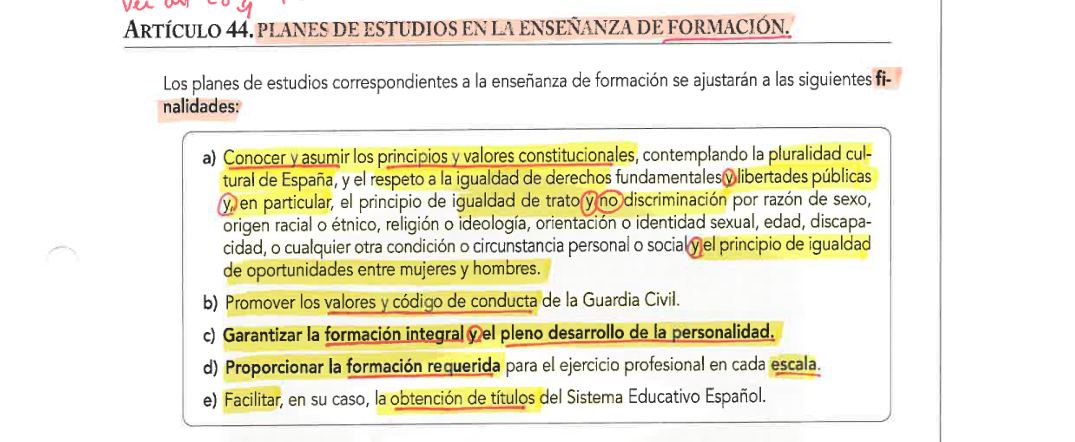 ARTÍCULO 44. PLANES DE ESTUDIOS EN LA ENSEÑANZA DE FORMACIÓN.
Los planes de estudios correspondientes a la enseñanza de formación se ajustarán a las siguientes fi-
nalidades:
a) Conocer y asumir los principios y valores constitucionales, contemplando la pluralidad cul-
tural de España, y el respeto a la igualdad de derechos fundamentales y libertades públicas
y, en particular, el principio de igualdad de trato y no discriminación por razón de sexo,
origen racial o étnico, religión o ideología, orientación o identidad sexual, edad, discapa-
cidad, o cualquier otra condición o circunstancia personal o social y el principio de igualdad
de oportunidades entre mujeres y hombres.
b) Promover los valores y código de conducta de la Guardia Civil.
c) Garantizar la formación integral y el pleno desarrollo de la personalidad.
d) Proporcionar la formación requerida para el ejercicio profesional en cada escala.
e) Facilitar, en su caso, la obtención de títulos del Sistema Educativo Español.